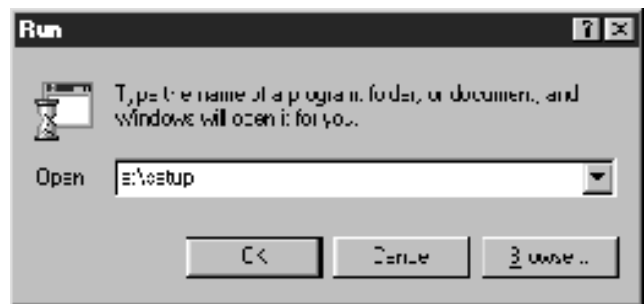 Run
Type the name of a program, folder, or document, and
Windows will open it for you.
Open
:\setup
OK
Cancel
Browse...